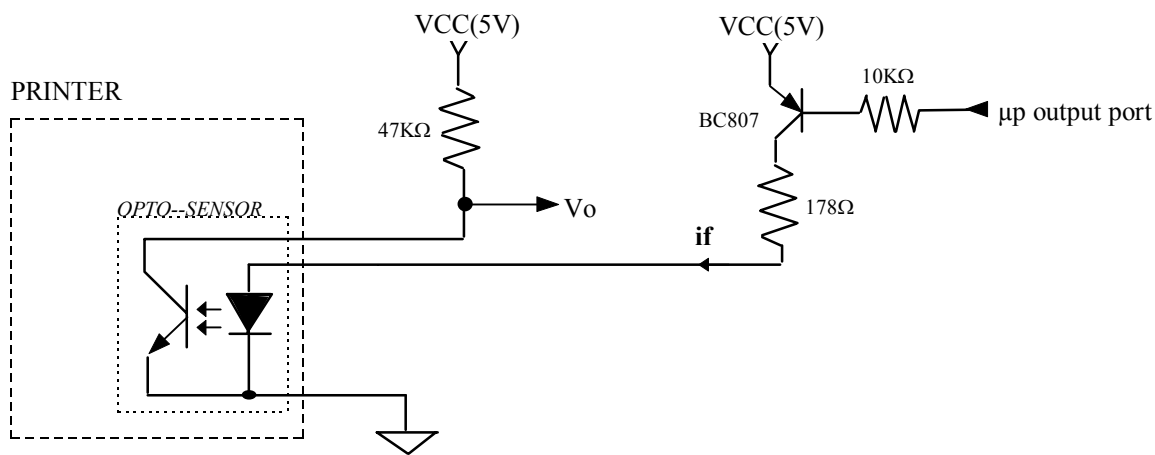 VCC(5V)
VCC(5V)
PRINTER
10KΩ
47KΩ
BC807
μp output port
OPTO--SENSOR
Vo
178Ω
if